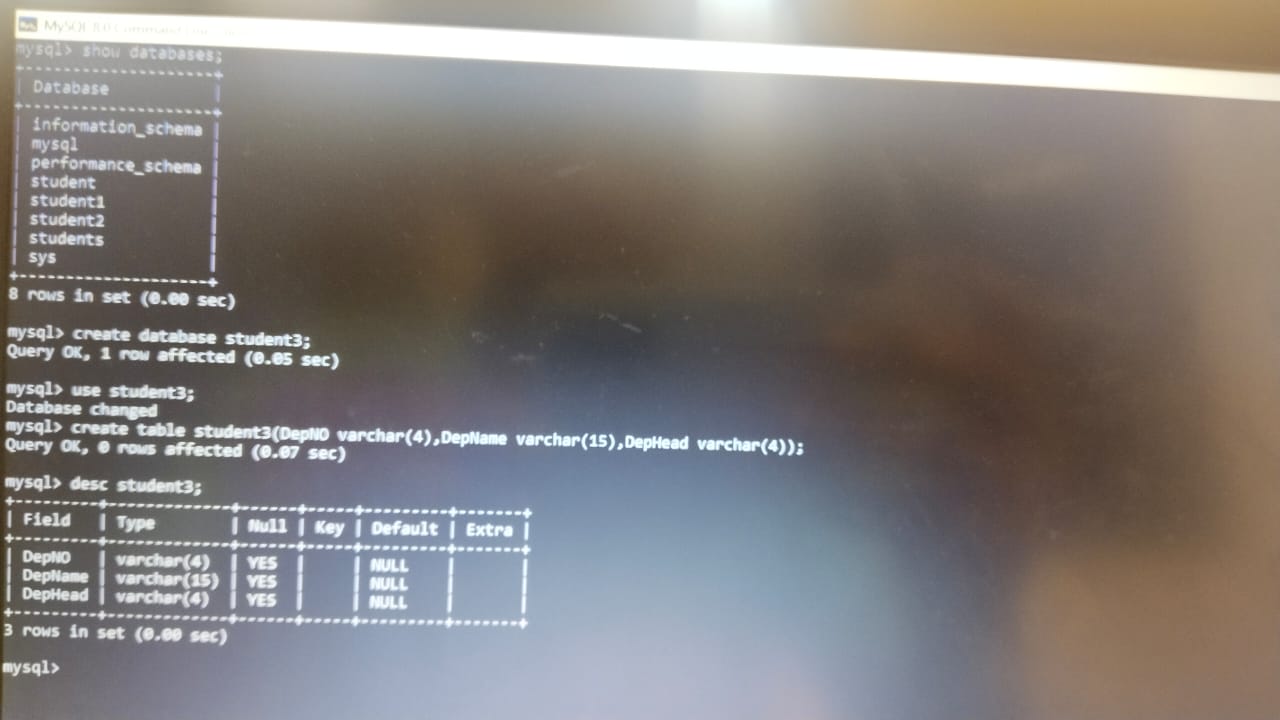 MySQL 8.0 Command Line
mysql> show databases;
+--------------------+
| Database           |
+--------------------+
| information_schema |
| mysql              |
| performance_schema |
| student            |
| student1           |
| student2           |
| students           |
| sys                |
+--------------------+
8 rows in set (0.00 sec)
mysql> create database student3;
Query OK, 1 row affected (0.05 sec)
mysql> use student3;
Database changed
mysql> create table student3(DepNO varchar(4),DepName varchar(15),DepHead varchar(4));
Query OK, 0 rows affected (0.07 sec)
mysql> desc student3;
+---------+-------------+------+-----+---------+-------+
| Field   | Type        | Null | Key | Default | Extra |
+---------+-------------+------+-----+---------+-------+
| DepNO   | varchar(4)  | YES  |     | NULL    |       |
| DepName | varchar(15) | YES  |     | NULL    |       |
| DepHead | varchar(4)  | YES  |     | NULL    |       |
+---------+-------------+------+-----+---------+-------+
3 rows in set (0.00 sec)
mysql>